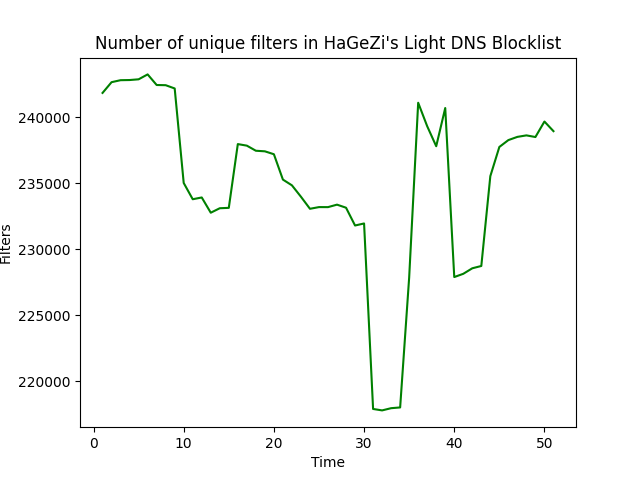 Number of unique filters in HaGeZi's Light DNS Blocklist
Filters
240000
235000
230000
225000
220000
0 10 20 30 40 50
Time